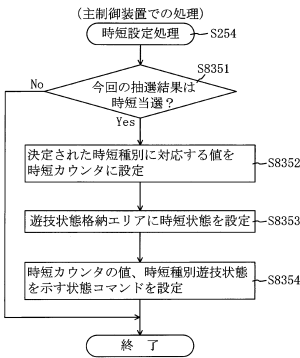 (主制御装置での処理)
時短設定処理
S254
S8351
No
今回の抽選結果は
時短当選?
Yes
決定された時短種別に対応する値を
時短カウンタに設定
S8352
遊技状態格納エリアに時短状態を設定
S8353
時短カウンタの値、時短種別遊技状態
を示す状態コマンドを設定
S8354
終 了